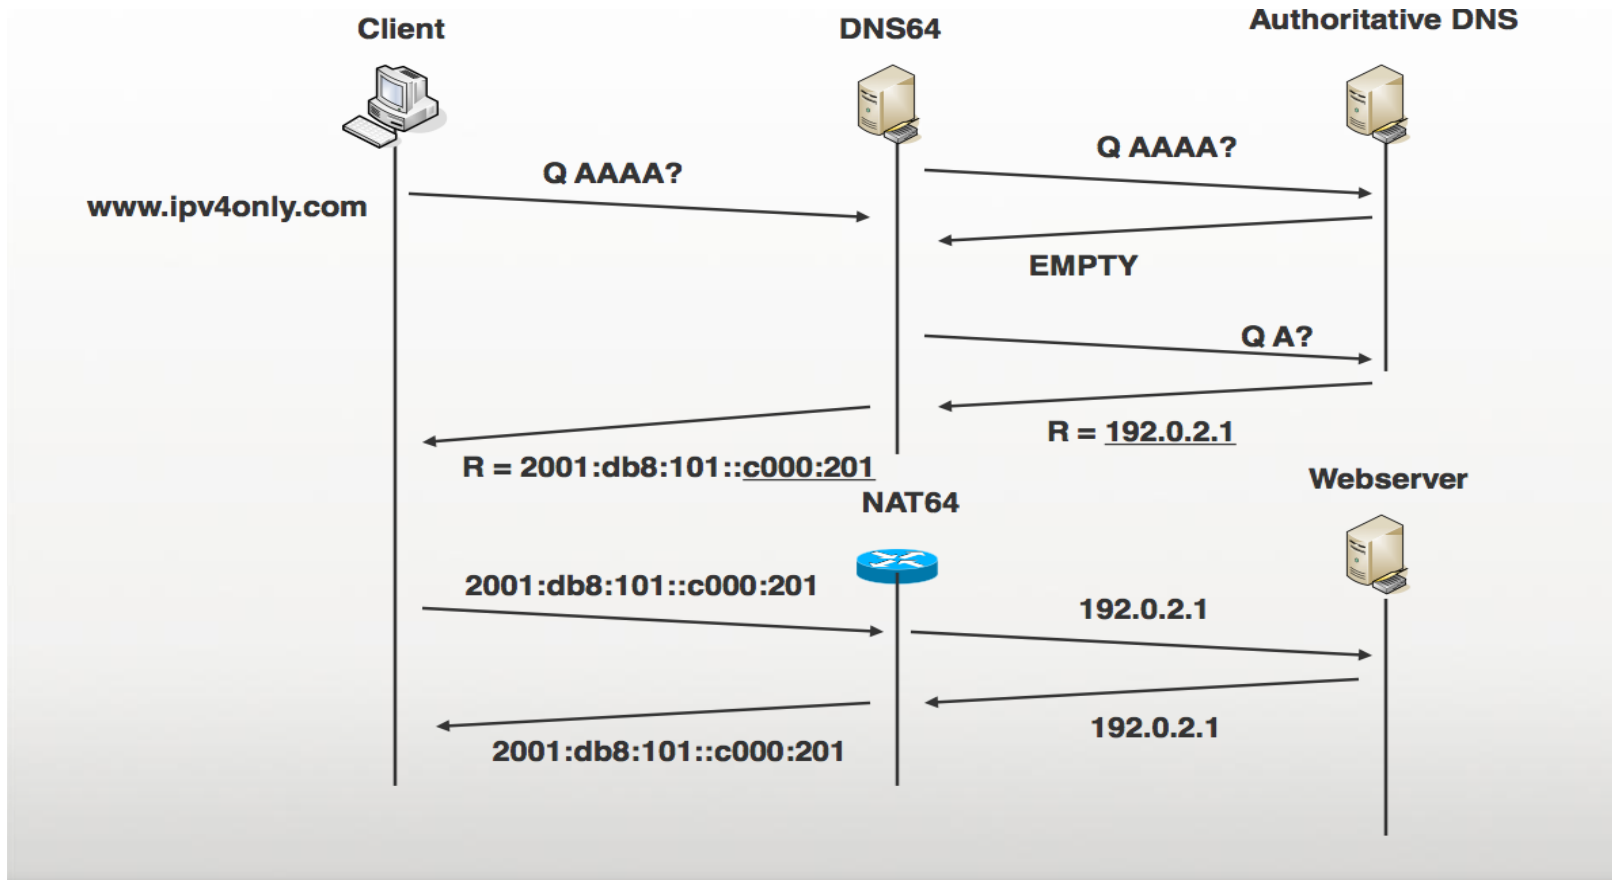 Client
DNS64
Authoritative DNS
Q AAAA?
Q AAAA?
www.ipv4only.com
EMPTY
Q A?
R = 192.0.2.1
R = 2001:db8:101::c000:201
Webserver
NAT64
2001:db8:101::c000:201
192.0.2.1
192.0.2.1
2001:db8:101::c000:201